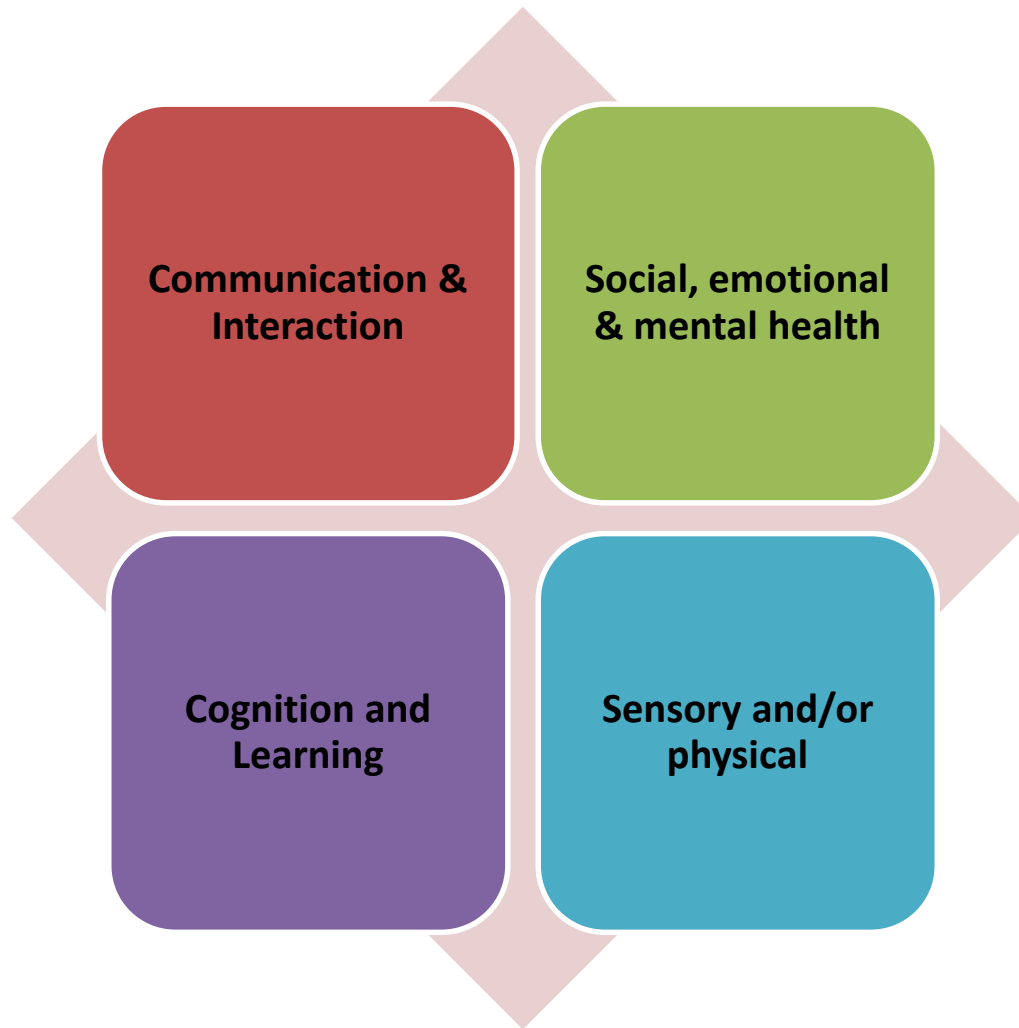 Communication &
Interaction
Social, emotional
& mental health
Cognition and
Learning
Sensory and/or
physical